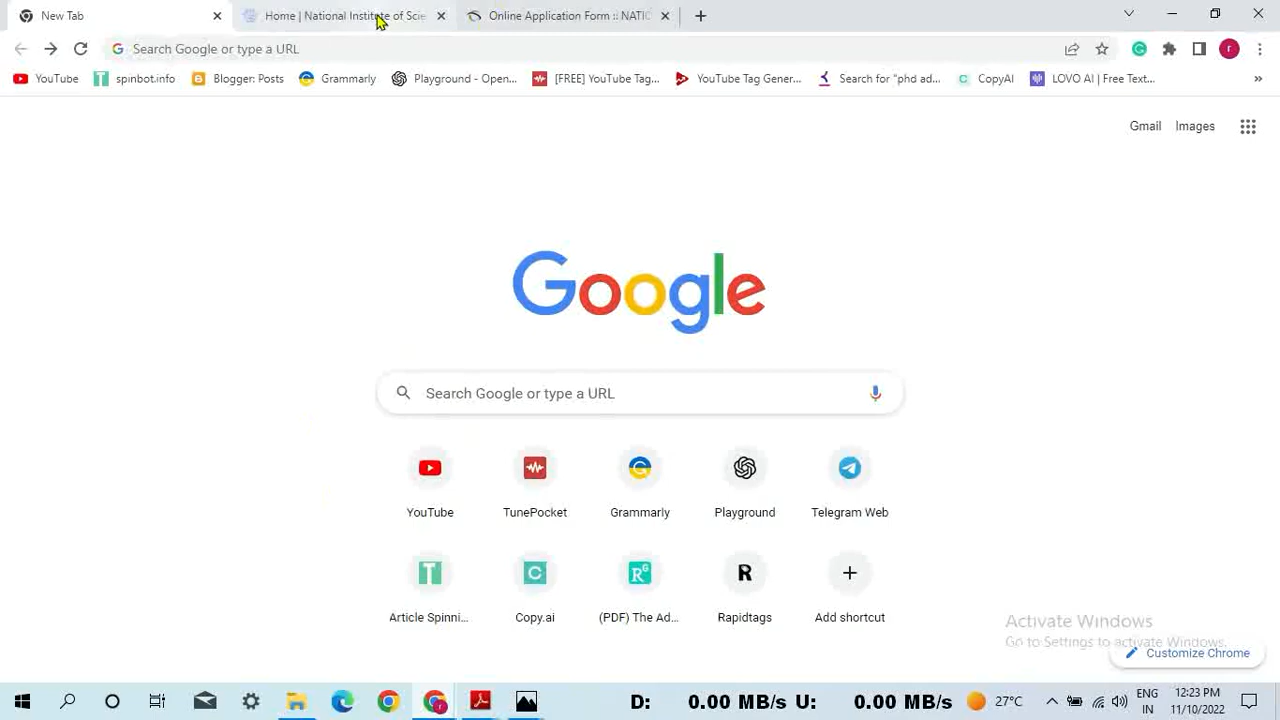 New Tab
Home | National Institute of Scie
Online Application Form :: NATIO
Search Google or type a URL
YouTube
spinbot.info
Blogger: Posts
Grammarly
Playground - Open...
[FREE] YouTube Tag...
YouTube Tag Gener...
Search for "phd ad...
CopyAI
LOVO AI | Free Text...
»
Gmail
Images
Google
Search Google or type a URL
YouTube
TunePocket
Grammarly
Playground
Telegram Web
Article Spinni...
Copy.ai
(PDF) The Ad...
Rapidtags
Add shortcut
Activate Windows
Go to Settings to activate Windows.
Customize Chrome
D: 0.00 MB/s U: 0.00 MB/s
27°C
ENG
IN
12:23 PM
11/10/2022